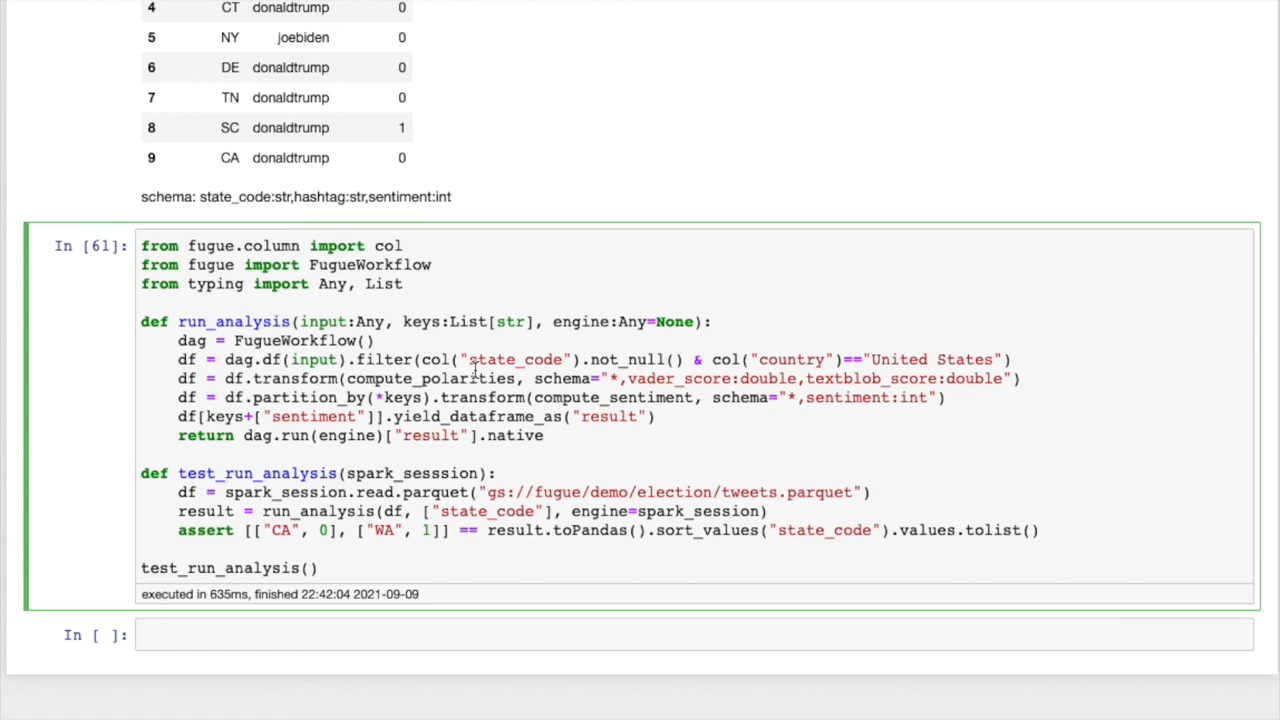 4 CT donaldtrump 0
5 NY joebiden 0
6 DE donaldtrump 0
7 TN donaldtrump 0
8 SC donaldtrump 1
9 CA donaldtrump 0
schema: state_code:str,hashtag:str,sentiment:int
In [61]:
from fugue.column import col
from fugue import FugueWorkflow
from typing import Any, List
def run_analysis(input:Any, keys:List[str], engine:Any=None):
    dag = FugueWorkflow()
    df = dag.df(input).filter(col("state_code").not_null() & col("country")=="United States")
    df = df.transform(compute_polarities, schema="*,vader_score:double,textblob_score:double")
    df = df.partition_by(*keys).transform(compute_sentiment, schema="*,sentiment:int")
    df[keys+["sentiment"]].yield_dataframe_as("result")
    return dag.run(engine)["result"].native
def test_run_analysis(spark_sesssion):
    df = spark_session.read.parquet("gs://fugue/demo/election/tweets.parquet")
    result = run_analysis(df, ["state_code"], engine=spark_session)
    assert [["CA", 0], ["WA", 1]] == result.toPandas().sort_values("state_code").values.tolist()
test_run_analysis()
executed in 635ms, finished 22:42:04 2021-09-09
In [ ]: